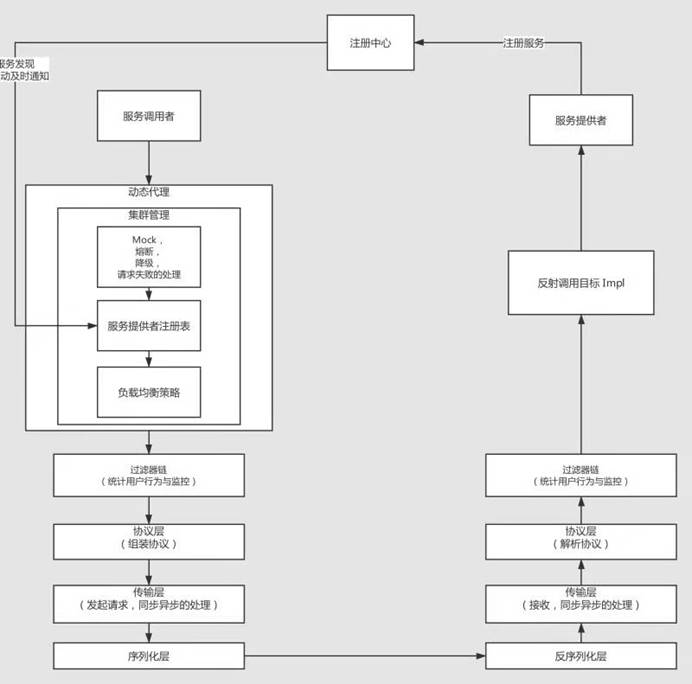 注册中心
注册服务
服务发现
动及时通知
服务调用者
服务提供者
动态代理
集群管理
Mock，
熔断，
降级，
请求失败的处理
服务提供者注册表
负载均衡策略
反射调用目标 Impl
过滤器链
（统计用户行为与监控）
协议层
（组装协议）
传输层
（发起请求，同步异步的处理）
序列化层
过滤器链
（统计用户行为与监控）
协议层
（解析协议）
传输层
（接收，同步异步的处理）
反序列化层